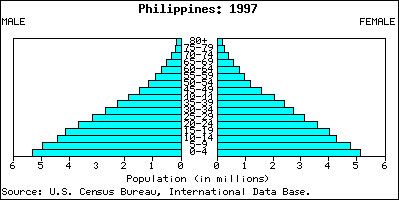 Philippines: 1997
MALE
FEMALE
80+
75-79
70-74
65-69
60-64
55-59
50-54
45-49
40-44
35-39
30-34
25-29
20-24
15-19
10-14
5-9
0-4
6 5 4 3 2 1 0 0 1 2 3 4 5 6
Population (in millions)
Source: U.S. Census Bureau, International Data Base.